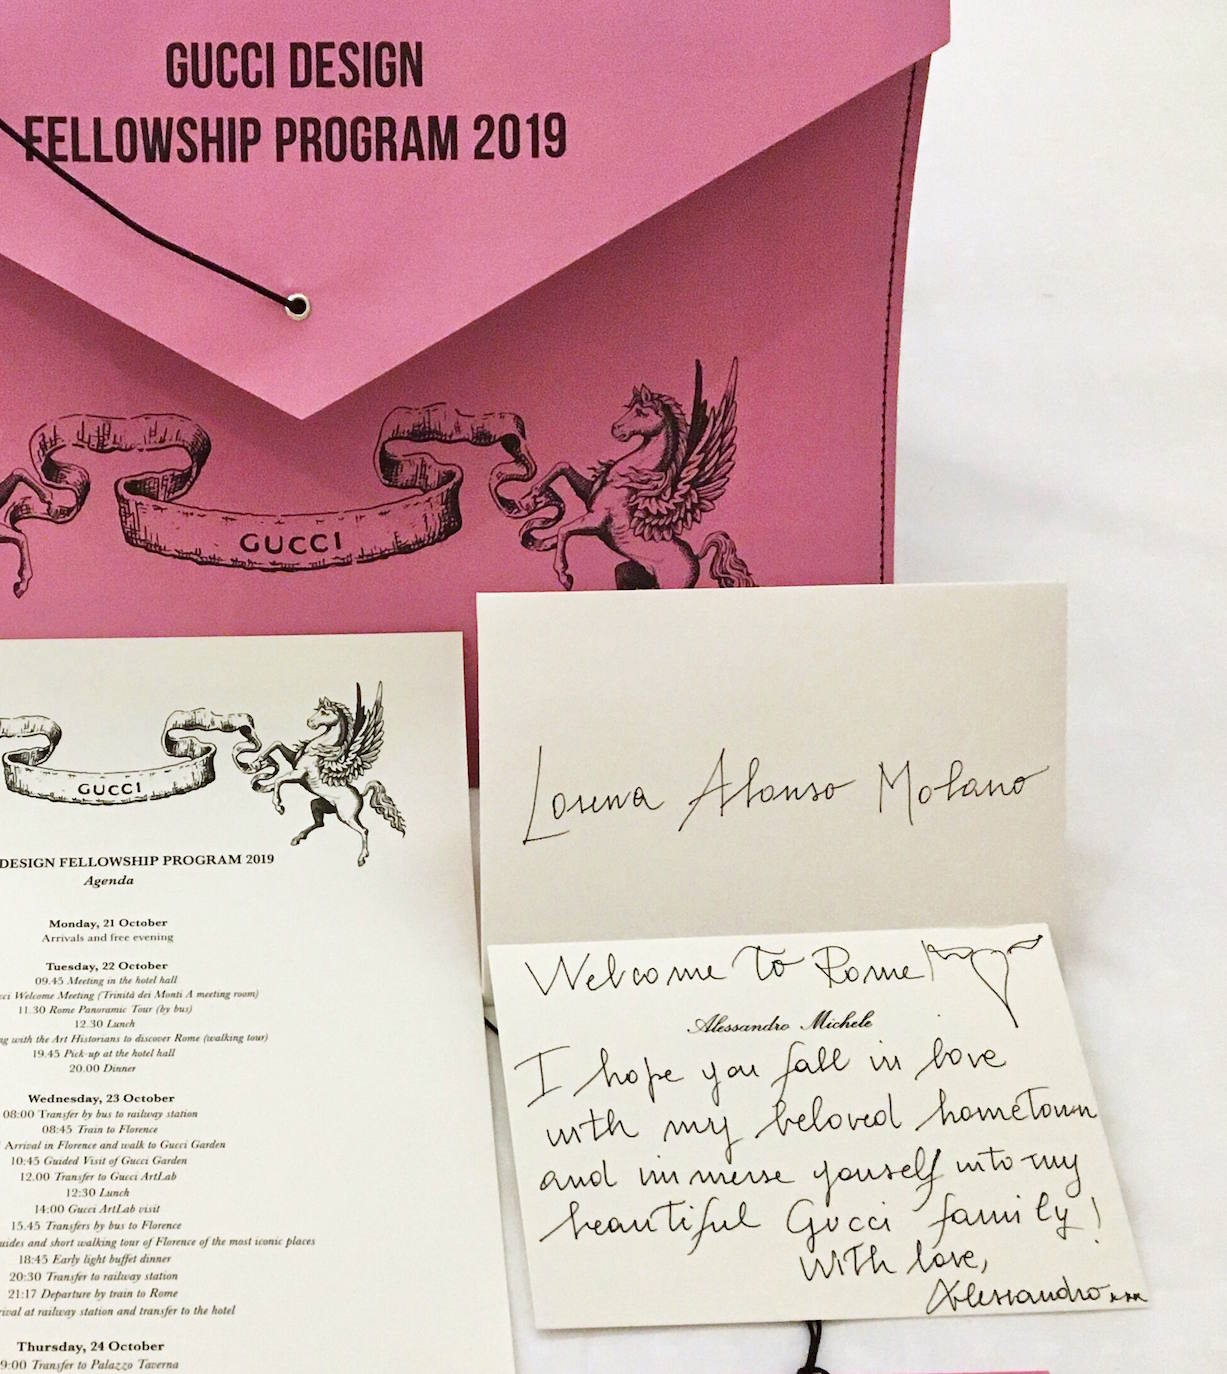 GUCCI DESIGN
FELLOWSHIP PROGRAM 2019
GUCCI
GUCCI
DESIGN FELLOWSHIP PROGRAM 2019
Agenda
Monday, 21 October
Arrivals and free evening
Tuesday, 22 October
09.45 Meeting in the hotel hall
Welcome Meeting (Trinità dei Monti A meeting room)
11.30 Rome Panoramic Tour (by bus)
12.30 Lunch
with the Art Historians to discover Rome (walking tour)
19.45 Pick-up at the hotel hall
20.00 Dinner
Wednesday, 23 October
08:00 Transfer by bus to railway station
08:45 Train to Florence
Arrival in Florence and walk to Gucci Garden
10:45 Guided Visit of Gucci Garden
12.00 Transfer to Gucci ArtLab
12:30 Lunch
14:00 Gucci ArtLab visit
15.45 Transfers by bus to Florence
and short walking tour of Florence of the most iconic places
18:45 Early light buffet dinner
20:30 Transfer to railway station
21:17 Departure by train to Rome
at railway station and transfer to the hotel
Thursday, 24 October
9:00 Transfer to Palazzo Taverna
Lorena Alonso Molano
Welcome To Rome!
Alessandro Michele
I hope you fall in love
with my beloved hometown
and immerse yourself into my
beautiful Gucci family!
With love,
Alessandro xxx